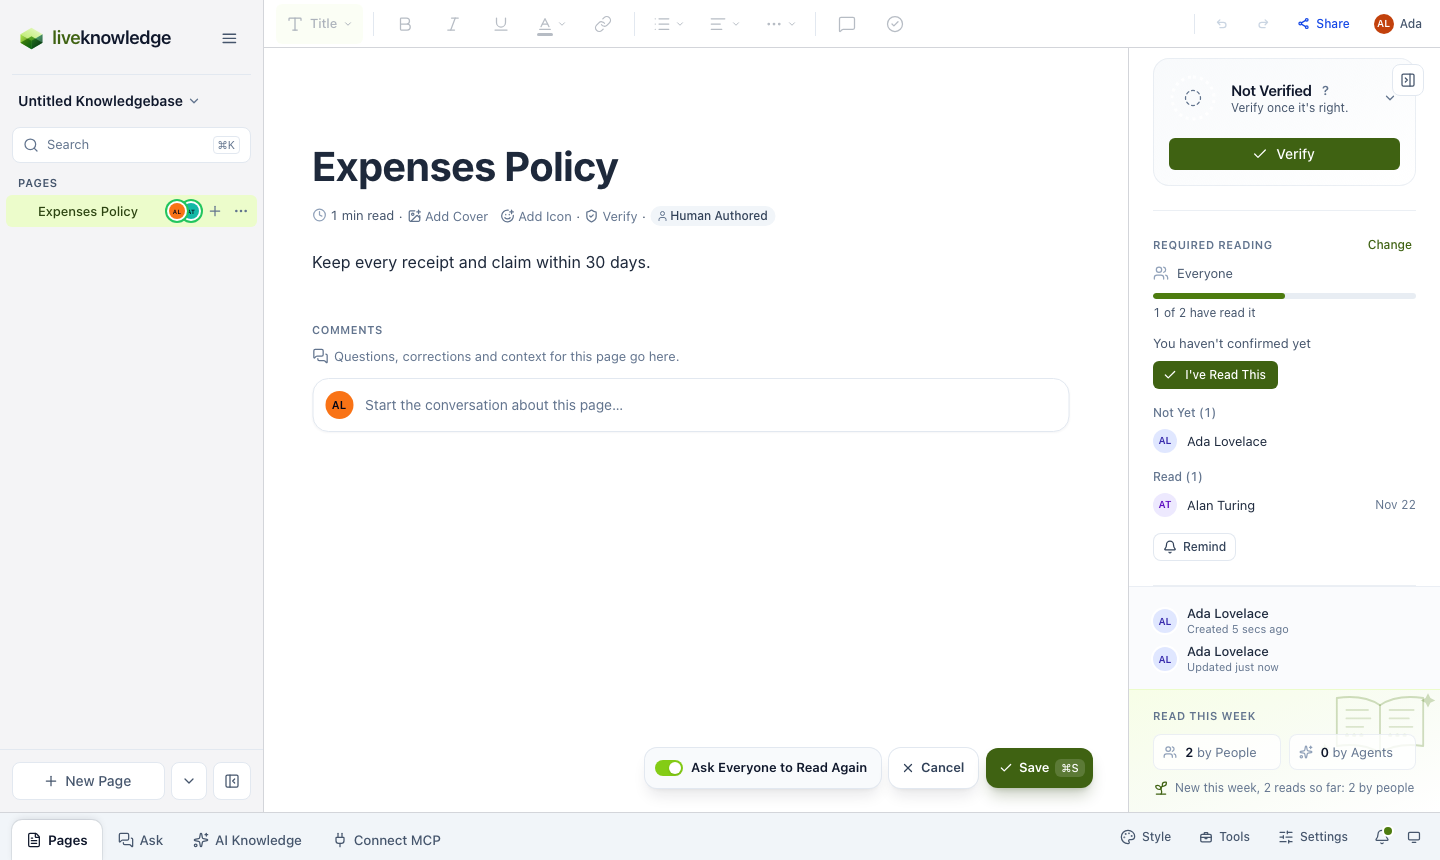 liveknowledge
Untitled Knowledgebase
Search
⌘K
PAGES
Expenses Policy
AL
AT
New Page
Title
B
I
U
A
Share
AL
Ada
Expenses Policy
1 min read · Add Cover Add Icon · Verify · Human Authored
Keep every receipt and claim within 30 days.
COMMENTS
Questions, corrections and context for this page go here.
AL
Start the conversation about this page...
Ask Everyone to Read Again
Cancel
Save ⌘S
Not Verified ?
Verify once it's right.
Verify
REQUIRED READING
Change
Everyone
1 of 2 have read it
You haven't confirmed yet
I've Read This
Not Yet (1)
AL Ada Lovelace
Read (1)
AT Alan Turing Nov 22
Remind
AL Ada Lovelace
Created 5 secs ago
AL Ada Lovelace
Updated just now
READ THIS WEEK
2 by People
0 by Agents
New this week, 2 reads so far: 2 by people
Pages
Ask
AI Knowledge
Connect MCP
Style
Tools
Settings